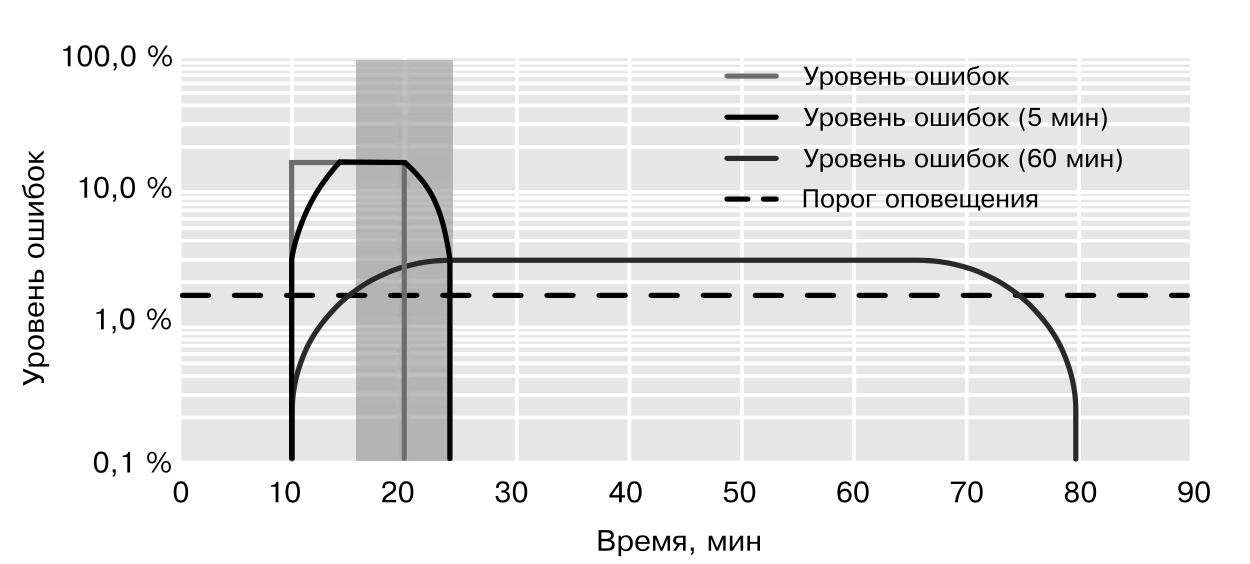 100,0 %
10,0 %
1,0 %
0,1 %
Уровень ошибок
Уровень ошибок
Уровень ошибок (5 мин)
Уровень ошибок (60 мин)
Порог оповещения
0 10 20 30 40 50 60 70 80 90
Время, мин